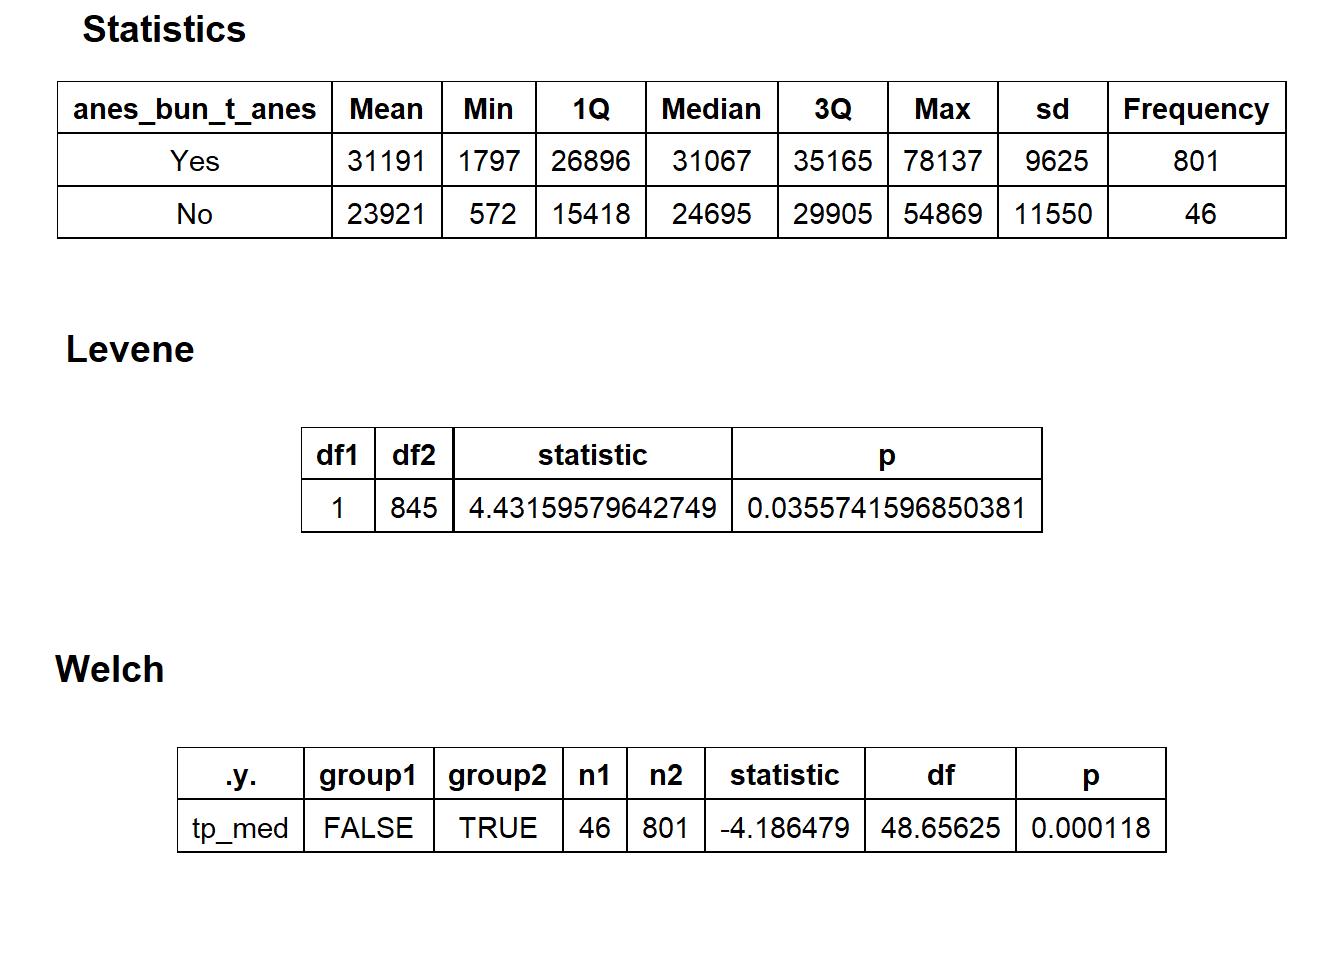 Statistics
anes_bun_t_anes Mean Min 1Q Median 3Q Max sd Frequency
Yes 31191 1797 26896 31067 35165 78137 9625 801
No 23921 572 15418 24695 29905 54869 11550 46
Levene
df1 df2 statistic p
1 845 4.43159579642749 0.0355741596850381
Welch
.y. group1 group2 n1 n2 statistic df p
tp_med FALSE TRUE 46 801 -4.186479 48.65625 0.000118